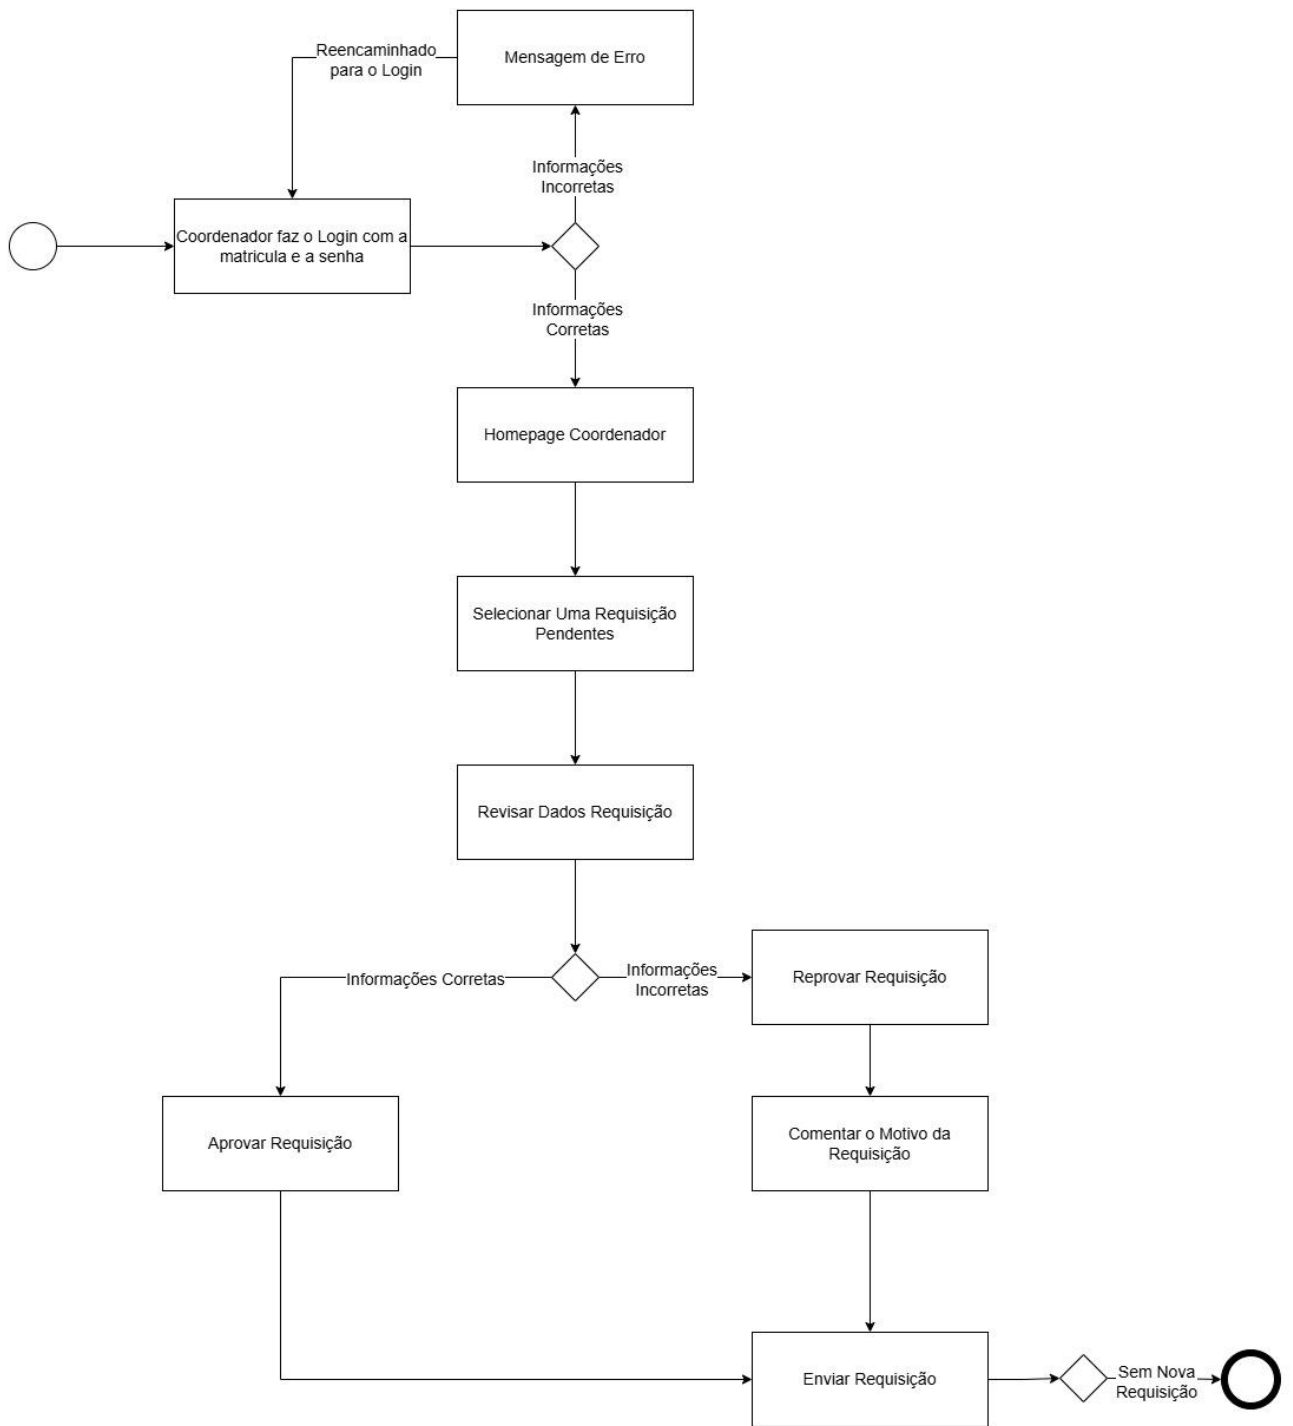 Reencaminhado
para o Login
Mensagem de Erro
Informações
Incorretas
Coordenador faz o Login com a
matricula e a senha
Informações
Corretas
Homepage Coordenador
Selecionar Uma Requisição
Pendentes
Revisar Dados Requisição
Informações Corretas
Informações
Incorretas
Reprovar Requisição
Aprovar Requisição
Comentar o Motivo da
Requisição
Enviar Requisição
Sem Nova
Requisição